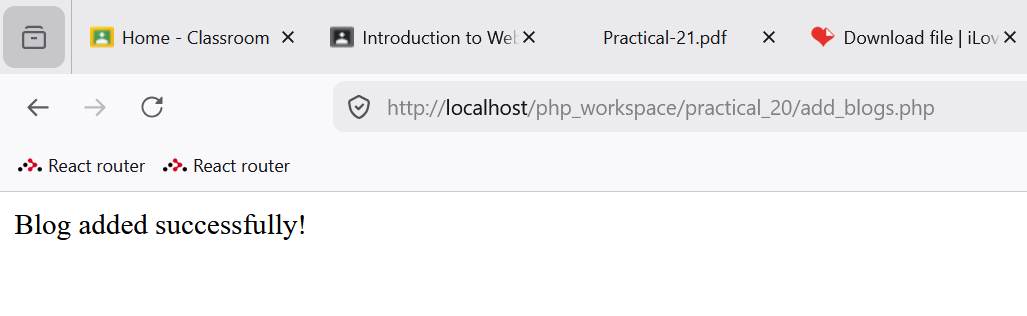 Home - Classroom
Introduction to Web
Practical-21.pdf
Download file | iLov
http://localhost/php_workspace/practical_20/add_blogs.php
React router React router
Blog added successfully!